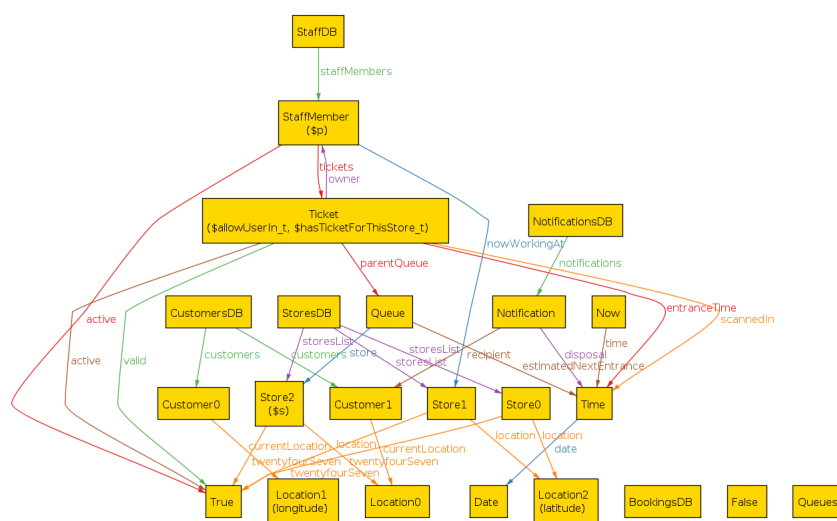 StaffDB
staffMembers
StaffMember
($p)
tickets
owner
Ticket
($allowUserIn_t, $hasTicketForThisStore_t)
NotificationsDB
nowWorkingAt
parentQueue
notifications
CustomersDB
StoresDB
Queue
Notification
Now
entranceTime
active
scannedIn
time
storesList
customers
customers
store
storesList
storesList
recipient
disposal
estimatedNextEntrance
active
valid
Customer0
Store2
($s)
Customer1
Store1
Store0
Time
currentLocation
location
currentLocation
location
location
date
twentyfourSeven
twentyfourSeven
twentyfourSeven
True
Location1
(longitude)
Location0
Date
Location2
(latitude)
BookingsDB
False
Queues